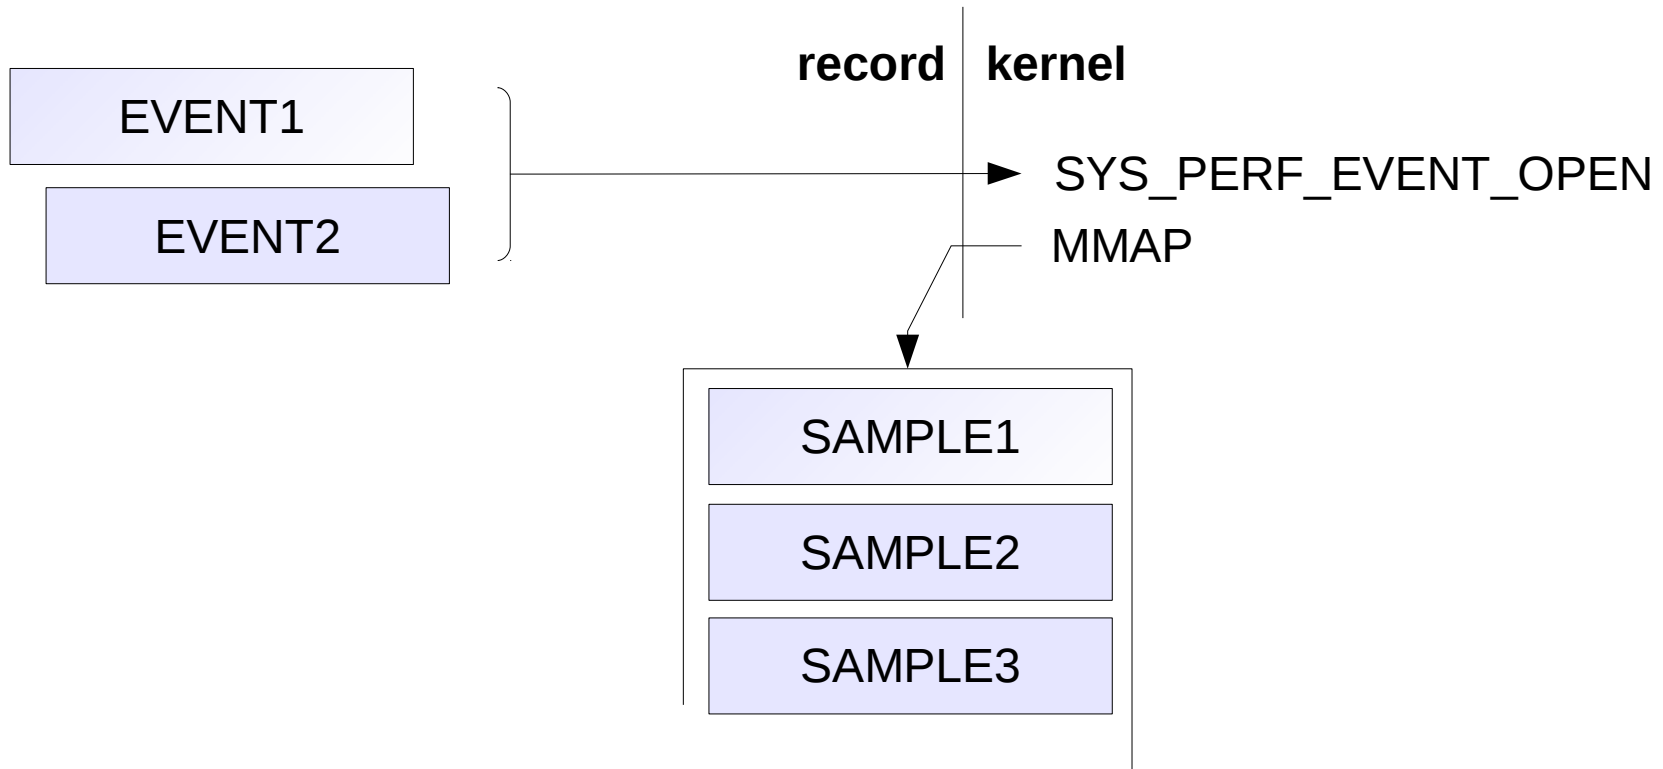 record kernel
EVENT1
SYS_PERF_EVENT_OPEN
EVENT2
MMAP
SAMPLE1
SAMPLE2
SAMPLE3